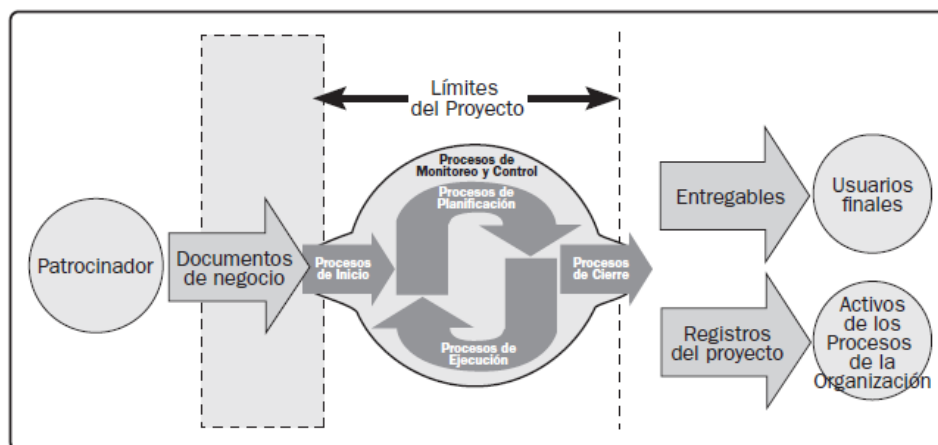 Límites
del Proyecto
Patrocinador
Documentos
de negocio
Procesos
de Inicio
Procesos de
Monitoreo y Control
Procesos de
Planificación
Procesos de
Ejecución
Procesos
de Cierre
Entregables
Usuarios
finales
Registros
del proyecto
Activos
de los
Procesos
de la
Organización